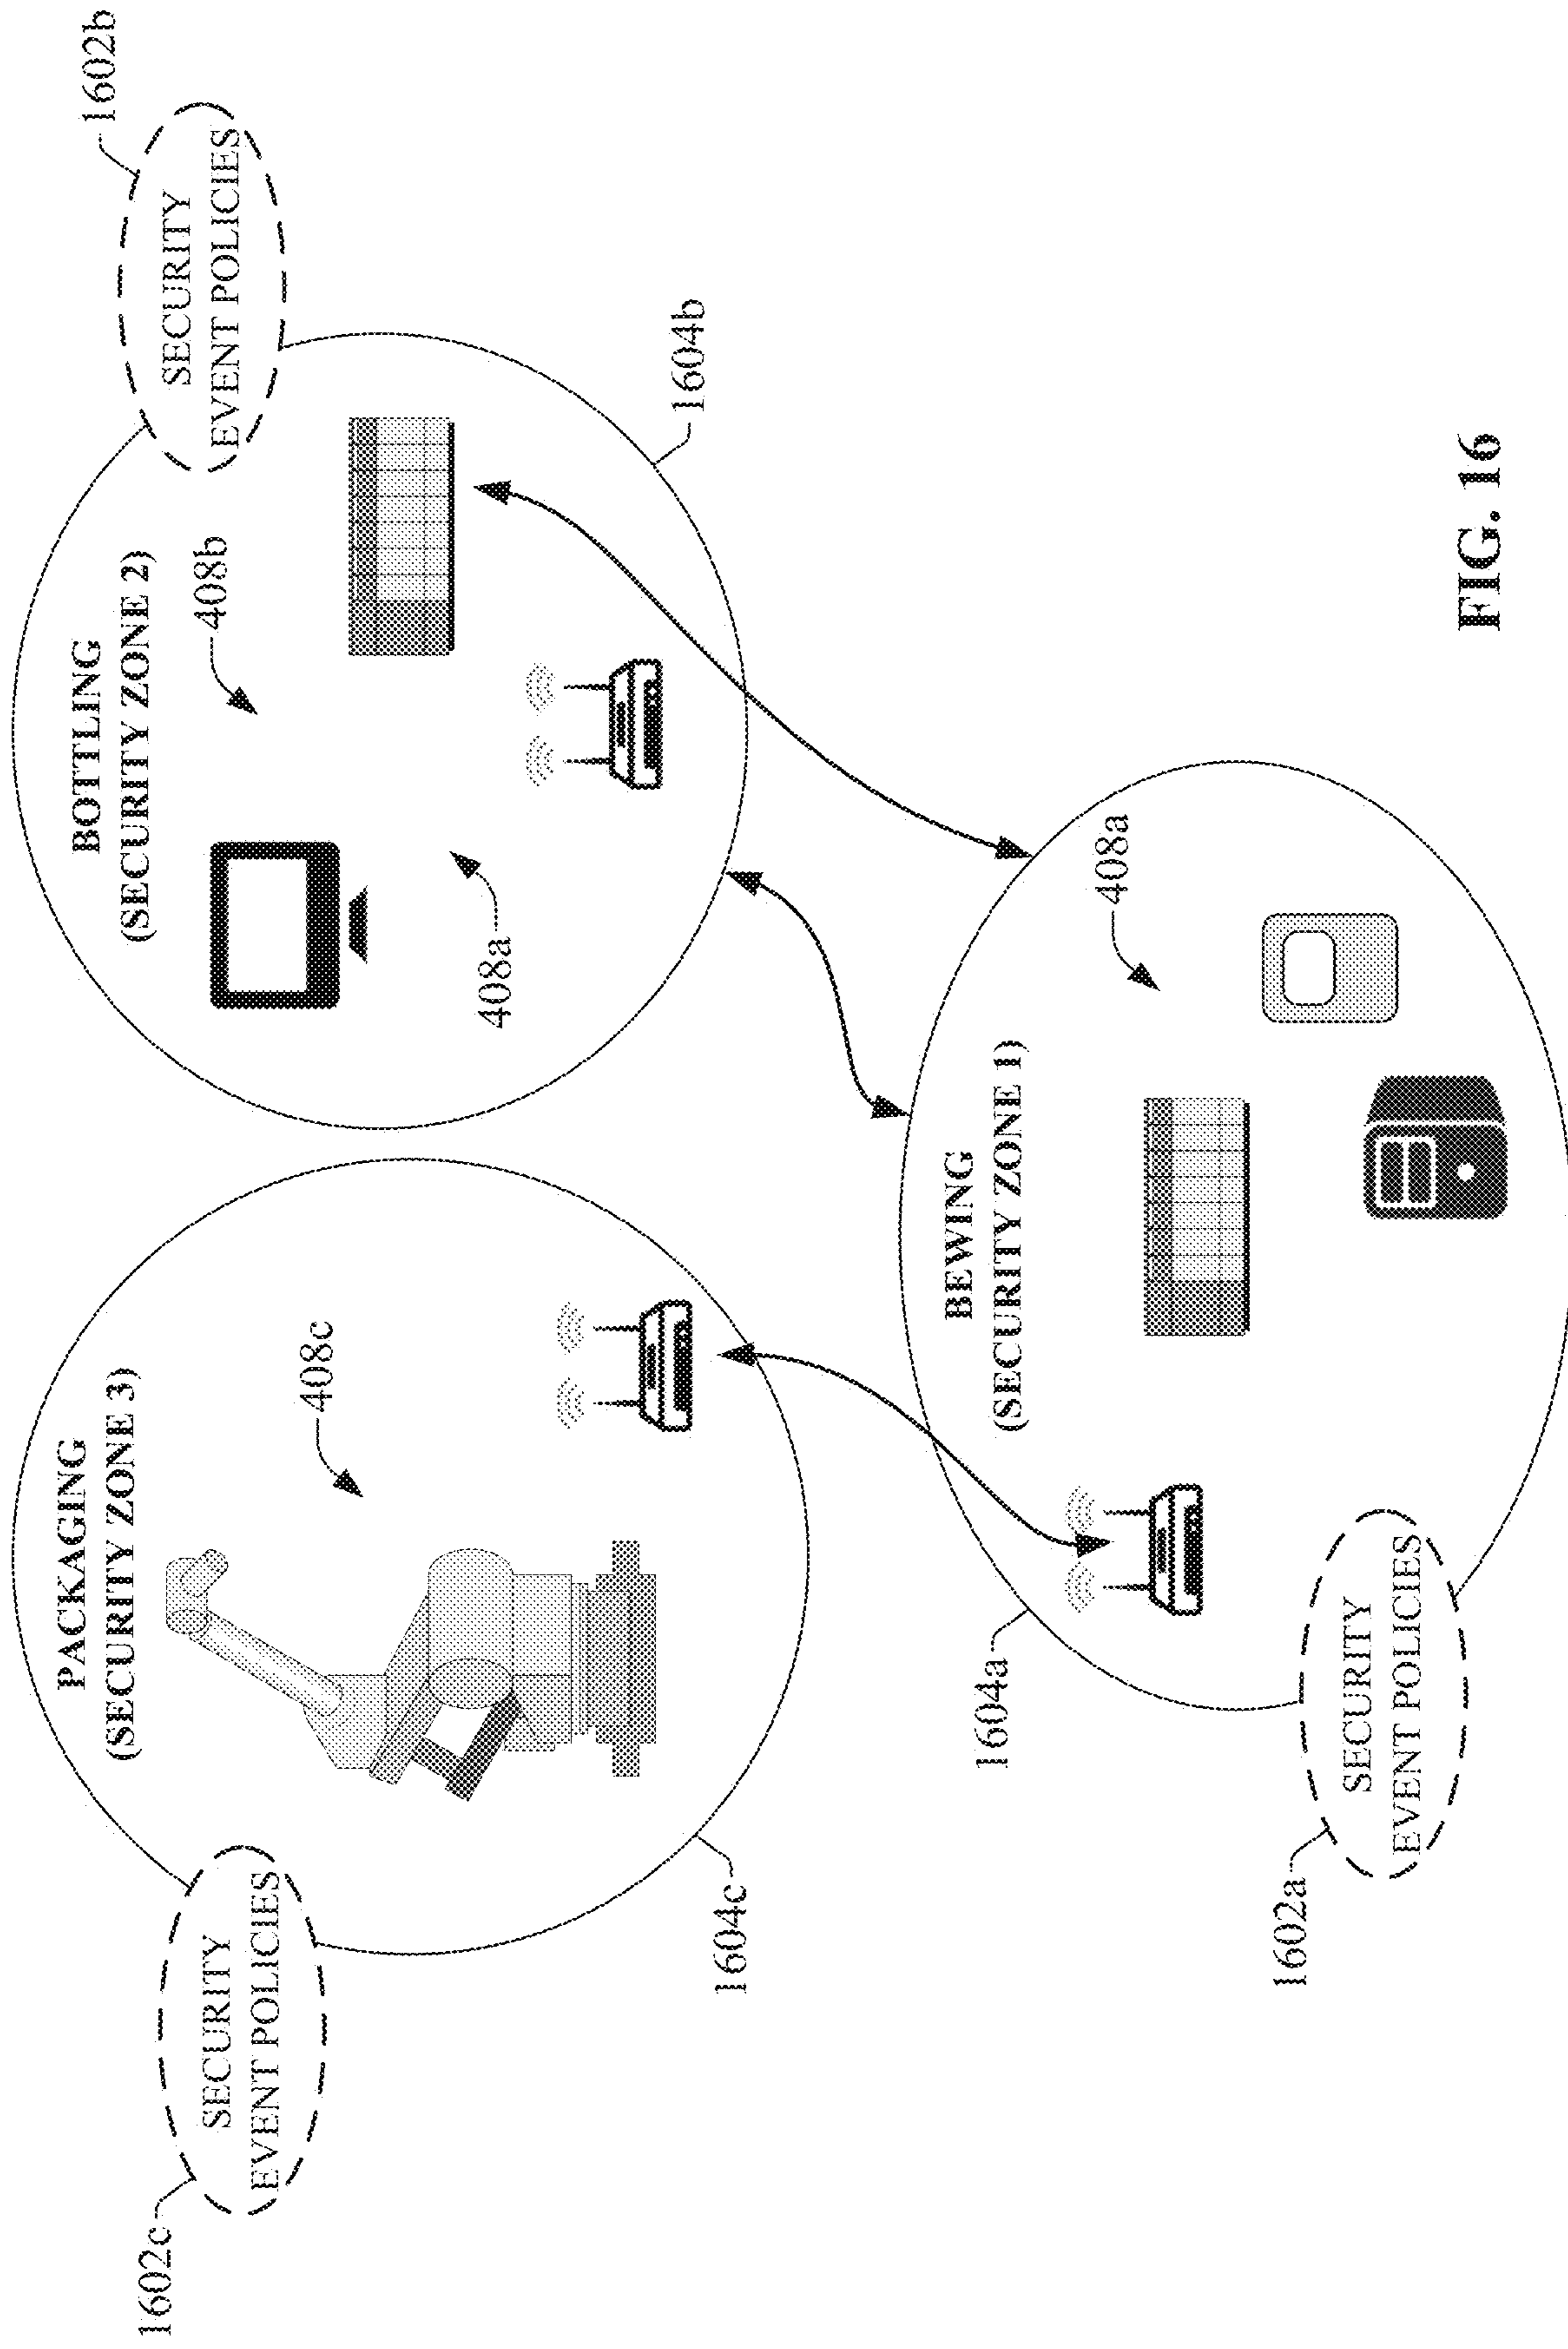 1602c
SECURITY
EVENT POLICIES
PACKAGING
(SECURITY ZONE 3)
408c
1604c
BOTTLING
(SECURITY ZONE 2)
408b
408a
SECURITY
EVENT POLICIES
1602b
1604b
1604a
BEWING
(SECURITY ZONE 1)
408a
1602a
SECURITY
EVENT POLICIES
FIG. 16